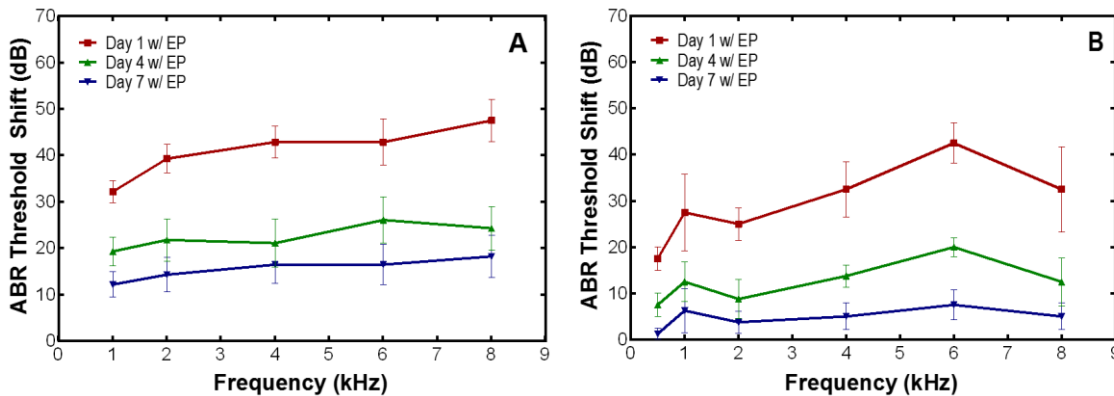 70
60
50
40
30
20
10
0
ABR Threshold Shift (dB)
Day 1 w/ EP
Day 4 w/ EP
Day 7 w/ EP
A
0 1 2 3 4 5 6 7 8 9
Frequency (kHz)
70
60
50
40
30
20
10
0
ABR Threshold Shift (dB)
Day 1 w/ EP
Day 4 w/ EP
Day 7 w/ EP
B
0 1 2 3 4 5 6 7 8 9
Frequency (kHz)